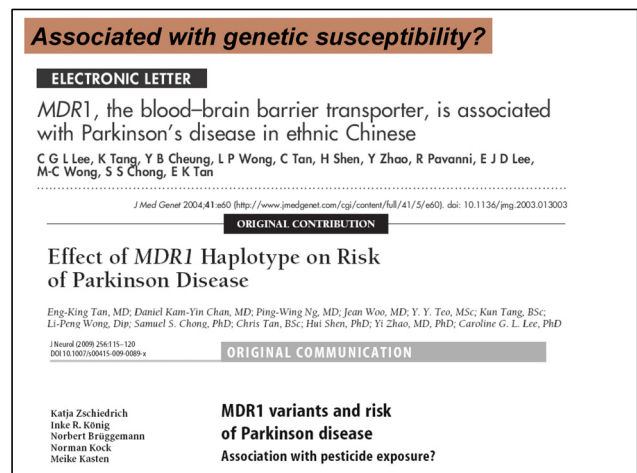 Associated with genetic susceptibility?
ELECTRONIC LETTER
MDR1, the blood–brain barrier transporter, is associated
with Parkinson's disease in ethnic Chinese
C G L Lee, K Tang, Y B Cheung, L P Wong, C Tan, H Shen, Y Zhao, R Pavanni, E J D Lee,
M-C Wong, S S Chong, E K Tan
J Med Genet 2004;41:e60 (http://www.jmedgenet.com/cgi/content/full/41/5/e60). doi: 10.1136/jmg.2003.013003
ORIGINAL CONTRIBUTION
Effect of MDR1 Haplotype on Risk
of Parkinson Disease
Eng-King Tan, MD; Daniel Kam-Yin Chan, MD; Ping-Wing Ng, MD; Jean Woo, MD; Y. Y. Teo, MSc; Kun Tang, BSc;
Li-Peng Wong, Dip; Samuel S. Chong, PhD; Chris Tan, BSc; Hui Shen, PhD; Yi Zhao, MD, PhD; Caroline G. L. Lee, PhD
J Neurol (2009) 256:115–120
DOI 10.1007/s00415-009-0089-x
ORIGINAL COMMUNICATION
Katja Zschiedrich
Inke R. König
Norbert Brüggemann
Norman Kock
Meike Kasten
MDR1 variants and risk
of Parkinson disease
Association with pesticide exposure?